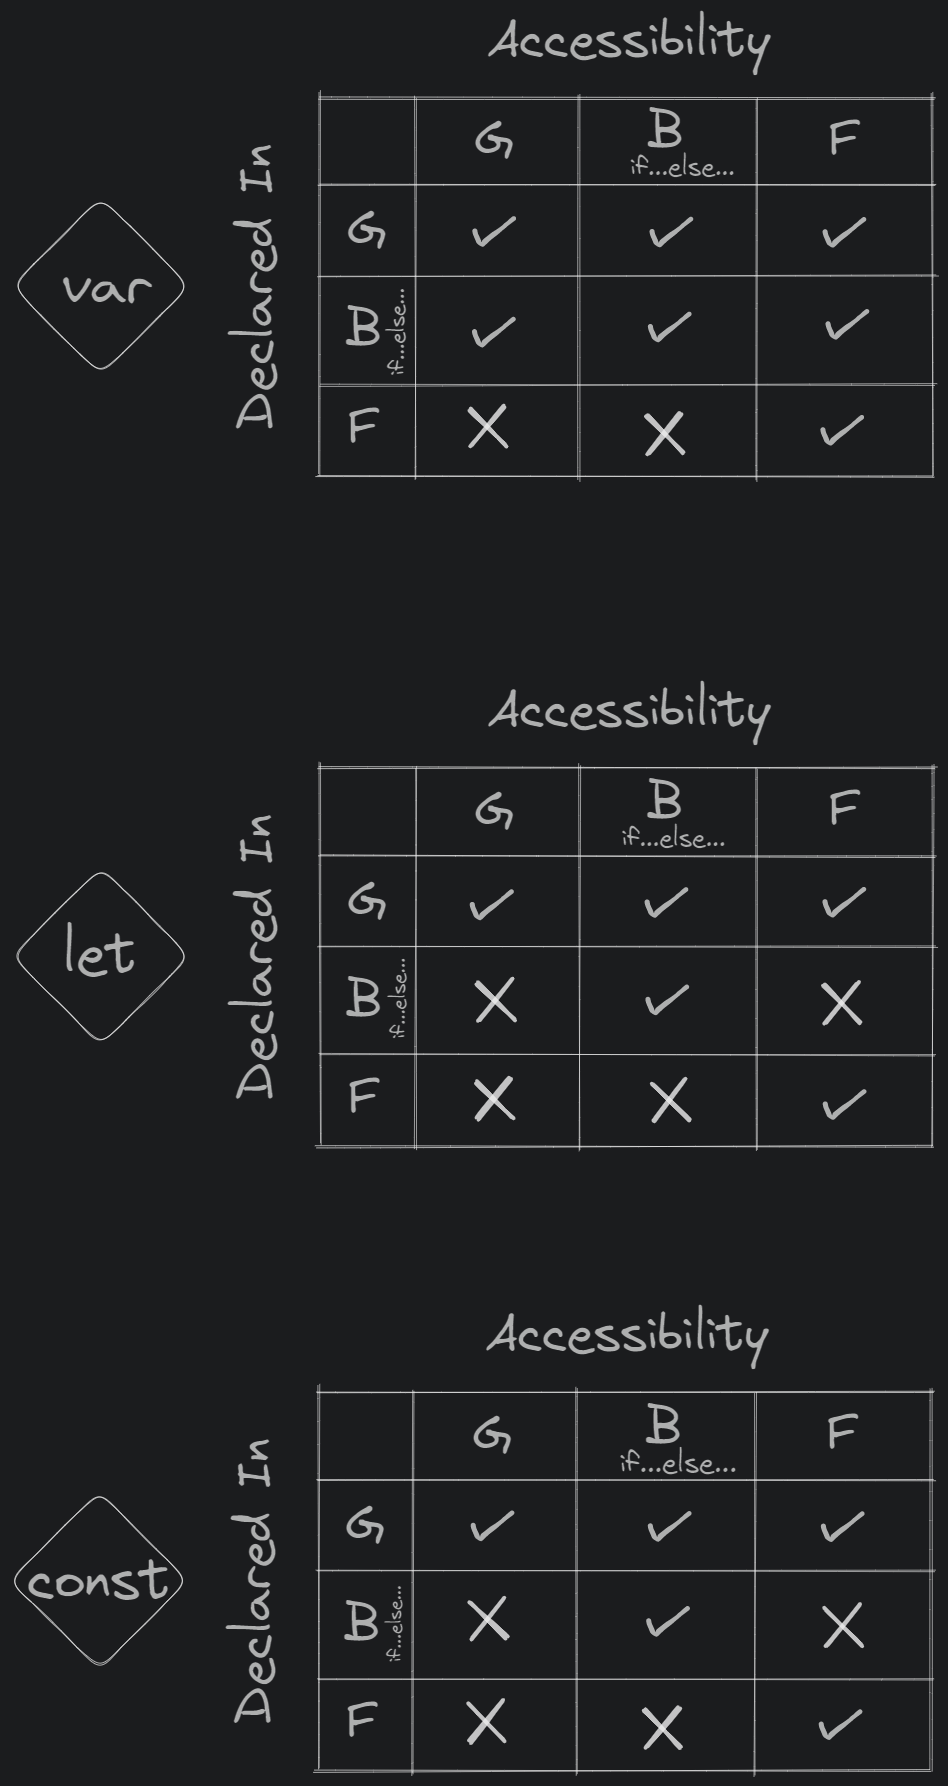 Accessibility
G B F
if...else...
var
Declared In
G ✓ ✓ ✓
B if...else... ✓ ✓ ✓
F X X ✓
Accessibility
G B F
if...else...
let
Declared In
G ✓ ✓ ✓
B if...else... X ✓ X
F X X ✓
Accessibility
G B F
if...else...
const
Declared In
G ✓ ✓ ✓
B if...else... X ✓ X
F X X ✓